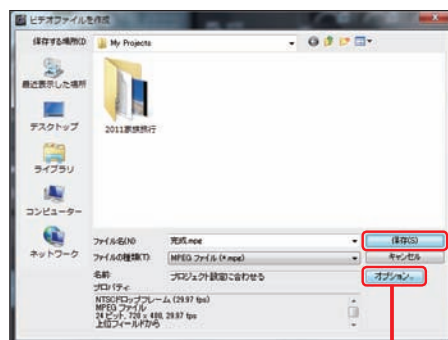 ビデオファイルを作成
保存する場所(I):
My Projects
最近表示した場所
デスクトップ
ライブラリ
コンピューター
ネットワーク
2011家族旅行
ファイル名(N):
完成.mpe
保存(S)
ファイルの種類(T):
MPEG ファイル (*.mpe)
キャンセル
名前:
プロジェクト設定に合わせる
オプション...
プロパティ:
NTSCドロップフレーム (29.97 fps)
MPEG ファイル
24 ビット, 720 x 480, 29.97 fps
上位フィールドから